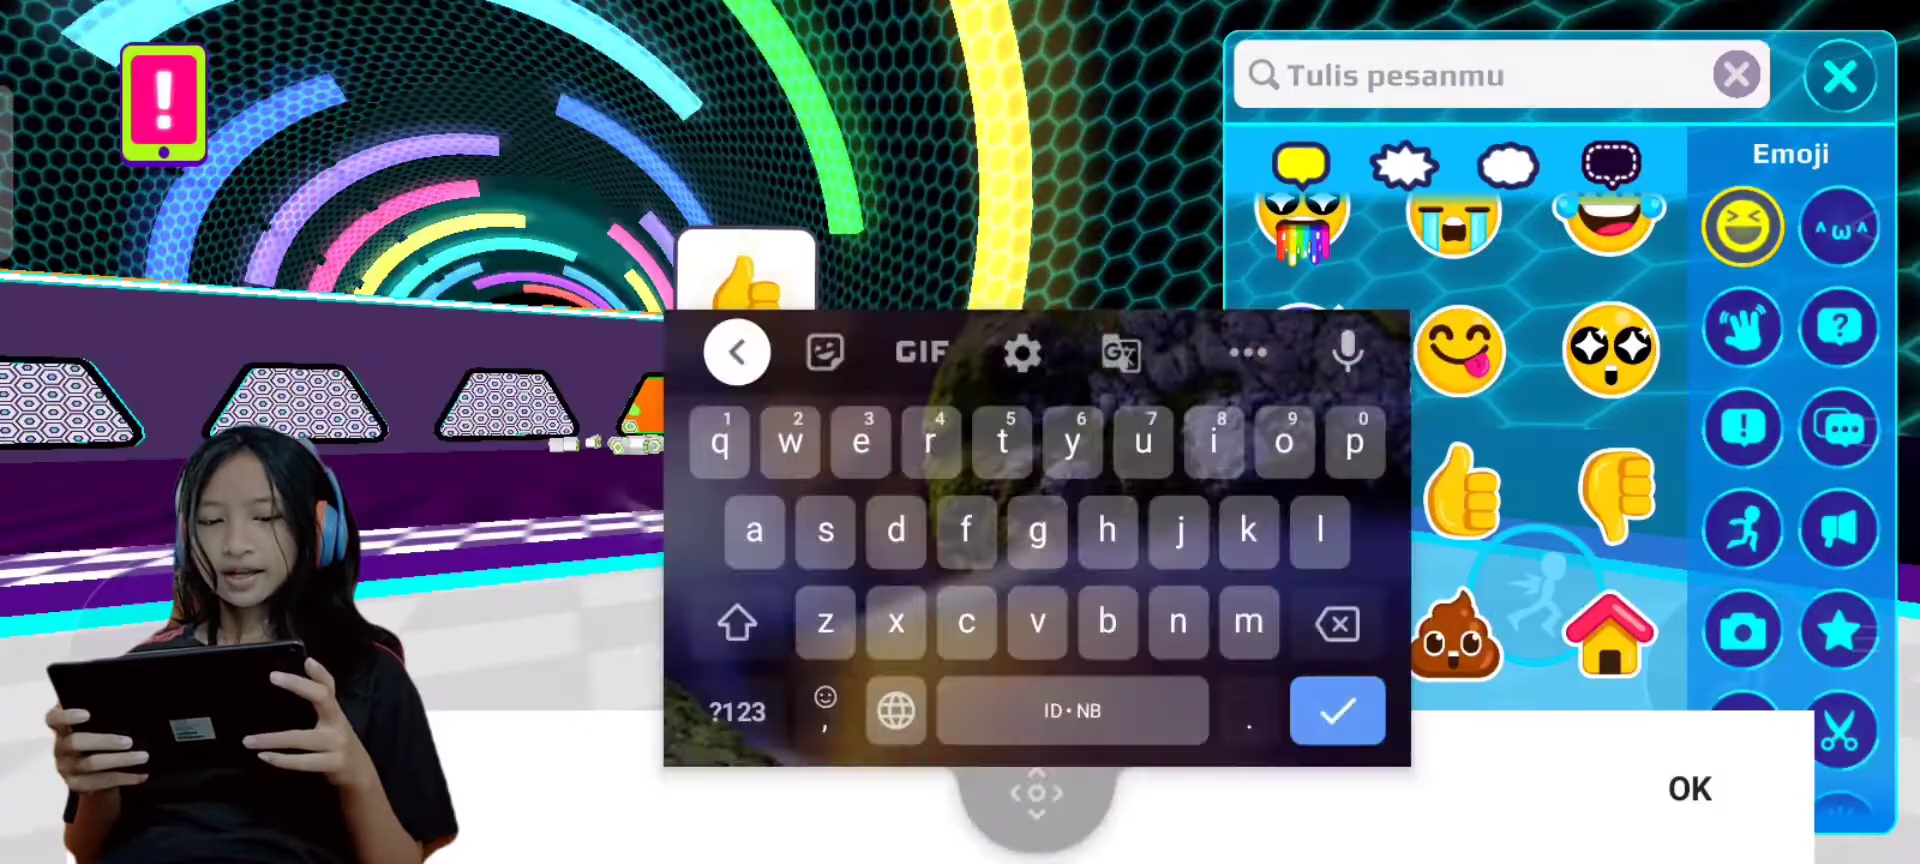 !
Tulis pesanmu
Emoji
^ω^
?
!
GIF
G
1 2 3 4 5 6 7 8 9 0
q w e r t y u i o p
a s d f g h j k l
z x c v b n m
?123 , ID • NB .
OK